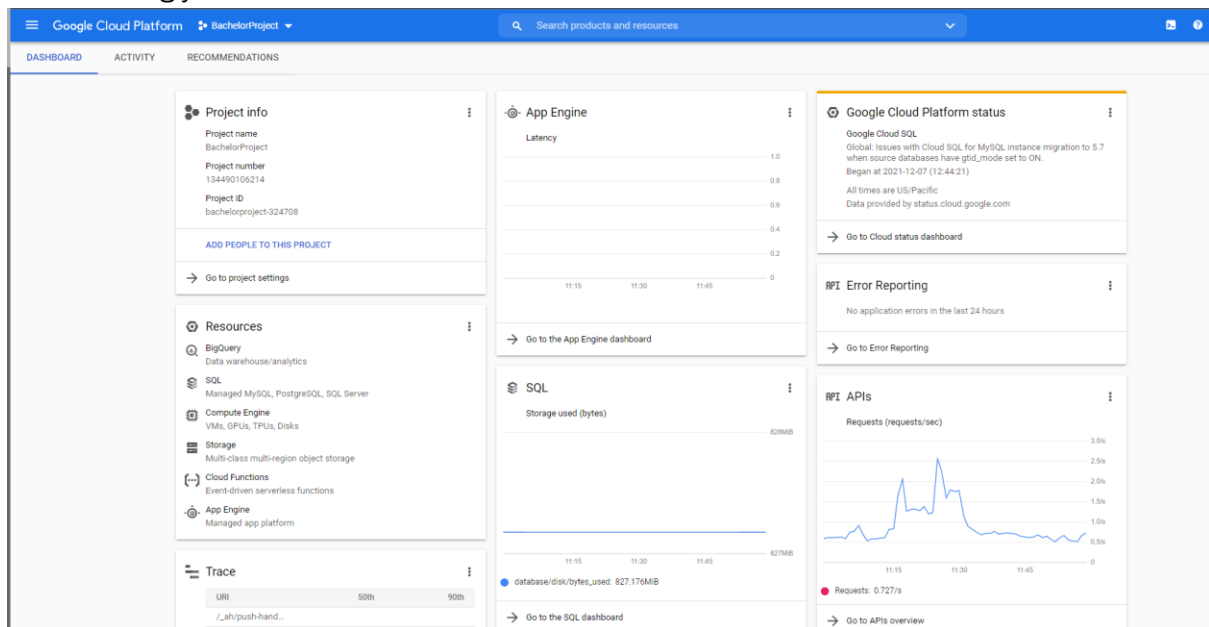 Google Cloud Platform BachelorProject Search products and resources
DASHBOARD ACTIVITY RECOMMENDATIONS
Project info
Project name
BachelorProject
Project number
134490106214
Project ID
bachelorproject-324708
ADD PEOPLE TO THIS PROJECT
Go to project settings
Resources
BigQuery
Data warehouse/analytics
SQL
Managed MySQL, PostgreSQL, SQL Server
Compute Engine
VMs, GPUs, TPUs, Disks
Storage
Multi-class multi-region object storage
Cloud Functions
Event-driven serverless functions
App Engine
Managed app platform
Trace
URI 50th 90th
/_ah/push-hand...
App Engine
Latency
1.0
0.8
0.6
0.4
0.2
0
11:15 11:30 11:45
Go to the App Engine dashboard
SQL
Storage used (bytes)
828MiB
827MiB
11:15 11:30 11:45
database/disk/bytes_used: 827.176MiB
Go to the SQL dashboard
Google Cloud Platform status
Google Cloud SQL
Global: Issues with Cloud SQL for MySQL instance migration to 5.7
when source databases have gtid_mode set to ON.
Began at 2021-12-07 (12:44:21)
All times are US/Pacific
Data provided by status.cloud.google.com
Go to Cloud status dashboard
API Error Reporting
No application errors in the last 24 hours
Go to Error Reporting
API APIs
Requests (requests/sec)
3.0/s
2.5/s
2.0/s
1.5/s
1.0/s
0.5/s
0
11:15 11:30 11:45
Requests: 0.727/s
Go to APIs overview